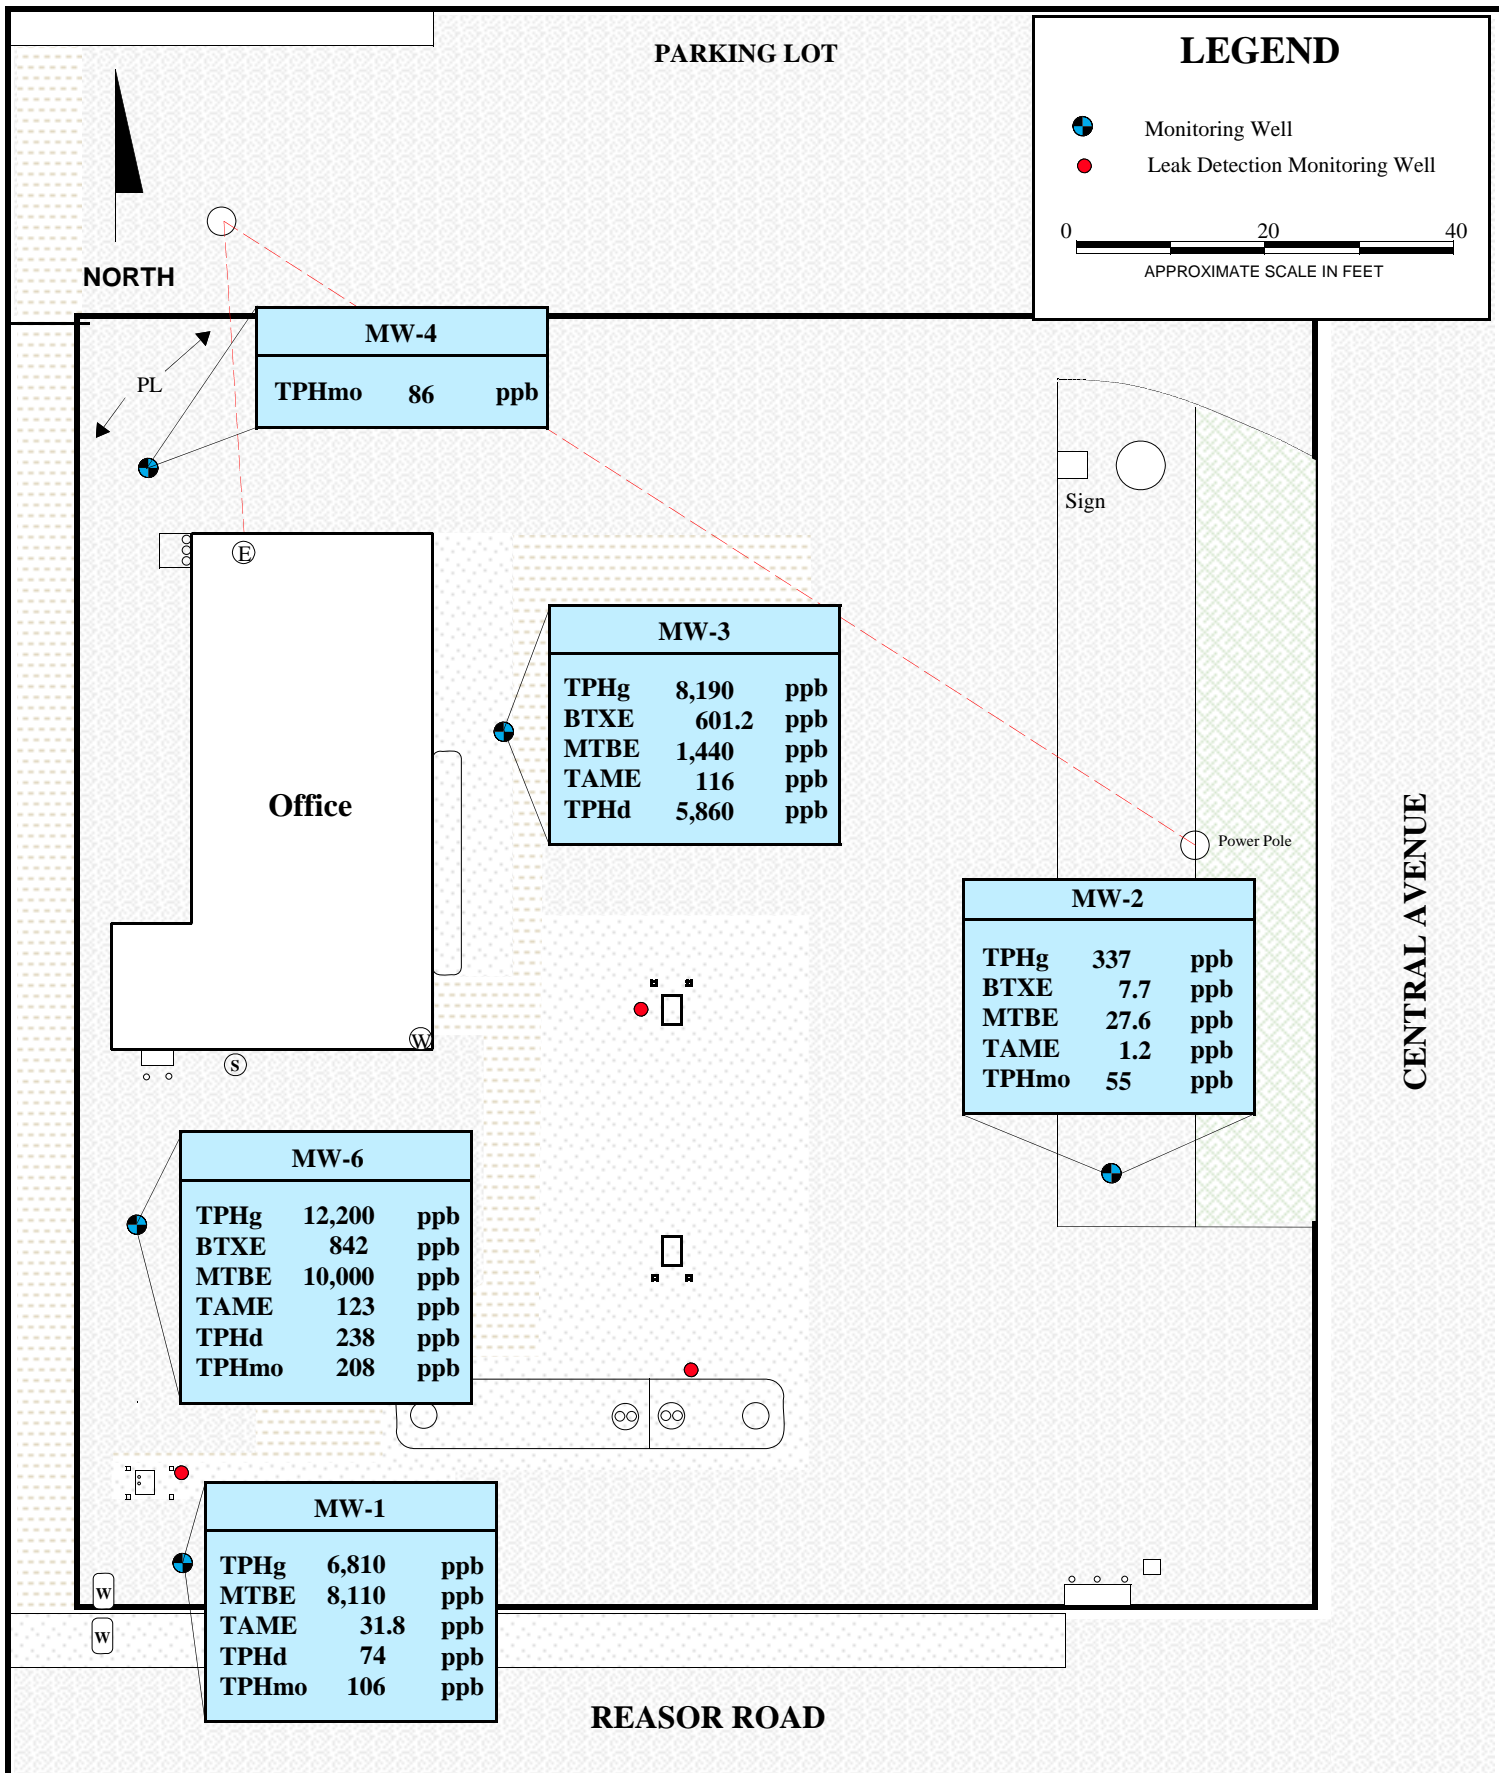 PARKING LOT
LEGEND
Monitoring Well
Leak Detection Monitoring Well
0 20 40
APPROXIMATE SCALE IN FEET
NORTH
PL
MW-4
TPHmo 86 ppb
Sign
E
MW-3
TPHg 8,190 ppb
BTXE 601.2 ppb
MTBE 1,440 ppb
TAME 116 ppb
TPHd 5,860 ppb
Office
Power Pole
CENTRAL AVENUE
MW-2
TPHg 337 ppb
BTXE 7.7 ppb
MTBE 27.6 ppb
TAME 1.2 ppb
TPHmo 55 ppb
W
S
MW-6
TPHg 12,200 ppb
BTXE 842 ppb
MTBE 10,000 ppb
TAME 123 ppb
TPHd 238 ppb
TPHmo 208 ppb
MW-1
TPHg 6,810 ppb
MTBE 8,110 ppb
TAME 31.8 ppb
TPHd 74 ppb
TPHmo 106 ppb
W
W
REASOR ROAD